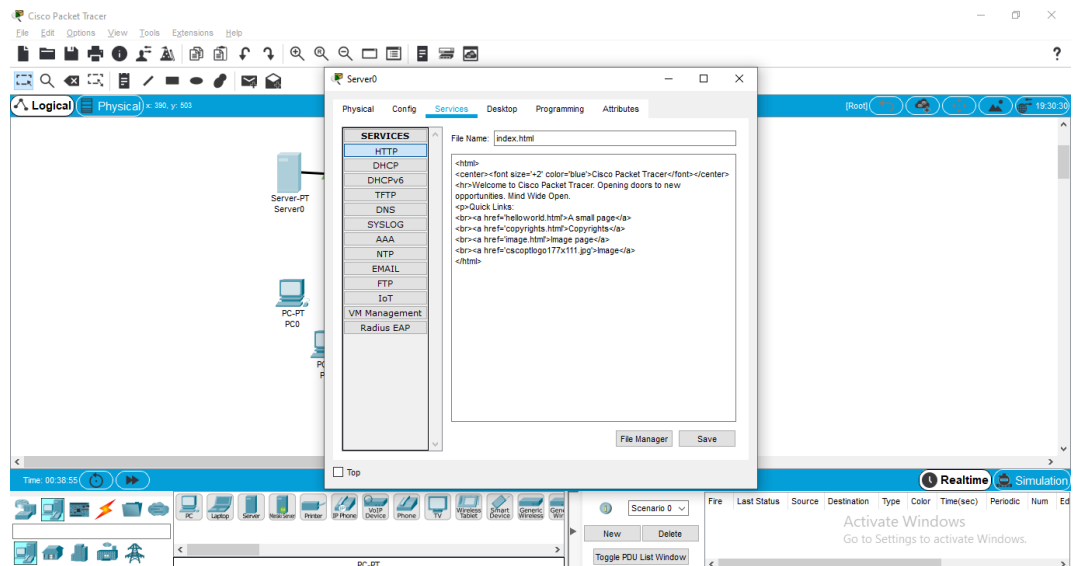 Cisco Packet Tracer
File Edit Options View Tools Extensions Help
?
Logical Physical x: 390, y: 503
[Root] 19:30:30
Server-PT
Server0
PC-PT
PC0
Server0
Physical Config Services Desktop Programming Attributes
SERVICES
HTTP
DHCP
DHCPv6
TFTP
DNS
SYSLOG
AAA
NTP
EMAIL
FTP
IoT
VM Management
Radius EAP
File Name: index.html
<html>
<center><font size='+2' color='blue'>Cisco Packet Tracer</font></center>
<hr>Welcome to Cisco Packet Tracer. Opening doors to new
opportunities. Mind Wide Open.
<p>Quick Links:
<br><a href='helloworld.html'>A small page</a>
<br><a href='copyrights.html'>Copyrights</a>
<br><a href='image.html'>Image page</a>
<br><a href='cscoptlogo177x111.jpg'>Image</a>
</html>
File Manager Save
Top
Time: 00:38:55
Realtime Simulation
PC Laptop Server Printer IP Phone VoIP Device Phone TV Wireless Tablet Smart Device Generic Wireless
PC-PT
Scenario 0
New Delete
Toggle PDU List Window
Fire Last Status Source Destination Type Color Time(sec) Periodic Num Ed
Activate Windows
Go to Settings to activate Windows.